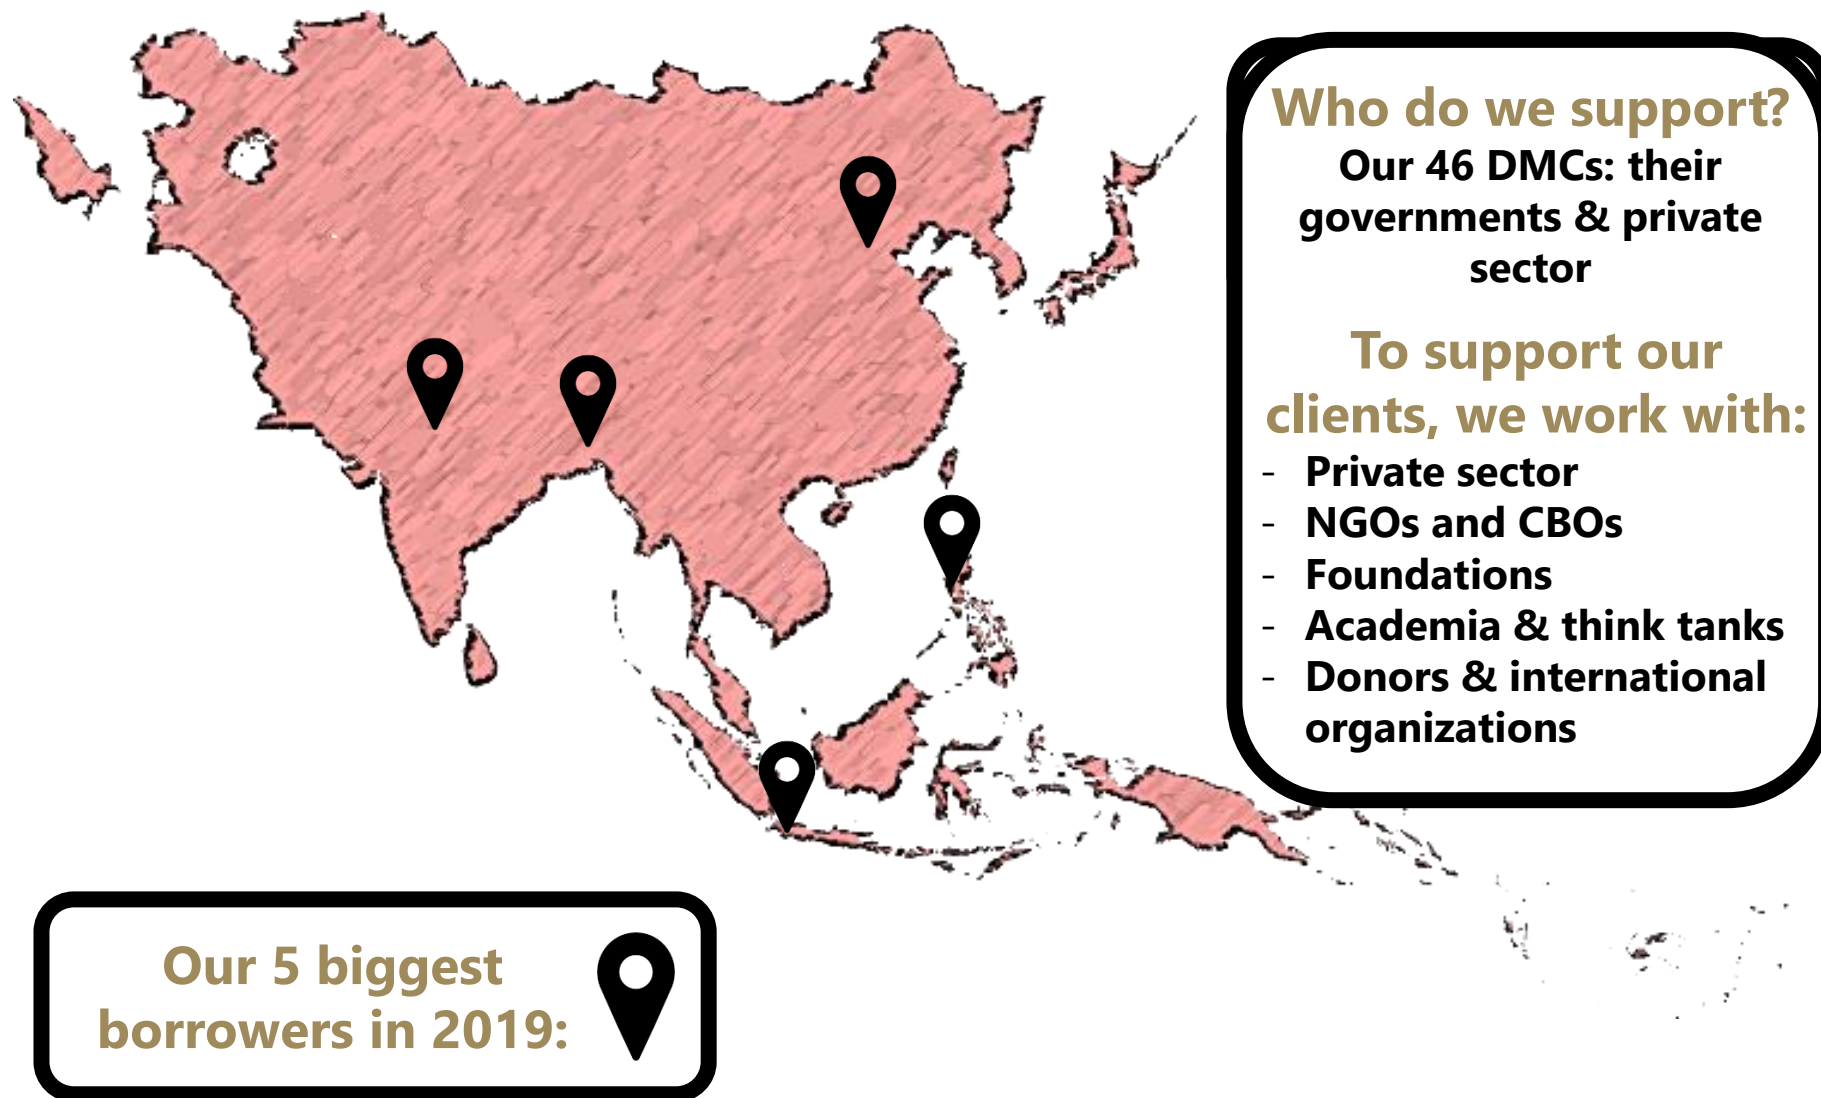 Who do we support?
Our 46 DMCs: their
governments & private
sector
To support our
clients, we work with:
- Private sector
- NGOs and CBOs
- Foundations
- Academia & think tanks
- Donors & international
organizations
Our 5 biggest
borrowers in 2019: